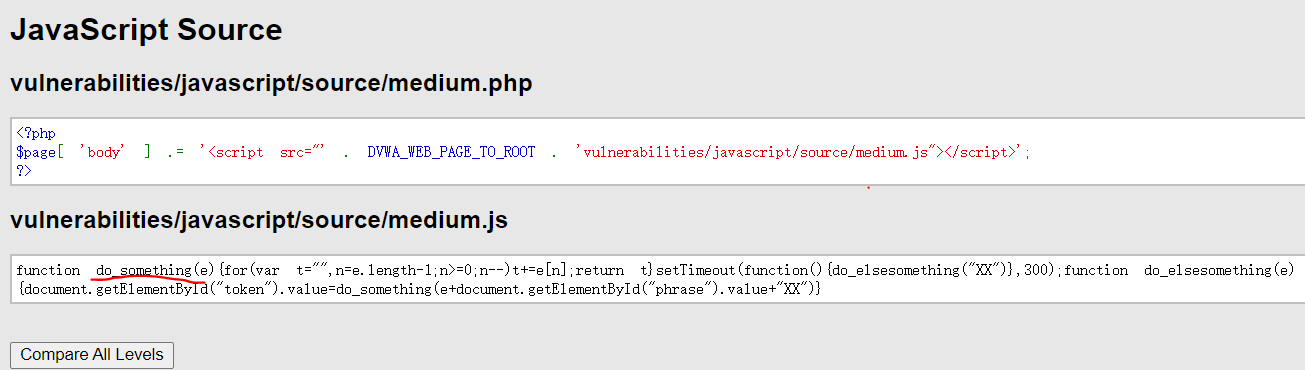 JavaScript Source
vulnerabilities/javascript/source/medium.php
<?php
$page[ 'body' ] .= '<script src="' . DVWA_WEB_PAGE_TO_ROOT . 'vulnerabilities/javascript/source/medium.js"></script>';
?>
vulnerabilities/javascript/source/medium.js
function do_something(e){for(var t="",n=e.length-1;n>=0;n--)t+=e[n];return t}setTimeout(function(){do_elsesomething("XX")},300);function do_elsesomething(e)
{document.getElementById("token").value=do_something(e+document.getElementById("phrase").value+"XX")}
Compare All Levels